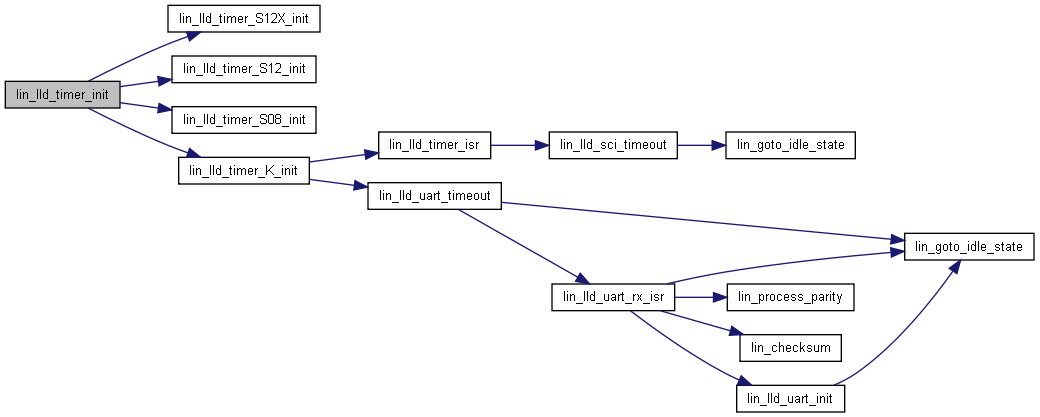 lin_lld_timer_S12X_init
lin_lld_timer_S12_init
lin_lld_timer_init
lin_lld_timer_S08_init
lin_lld_timer_K_init
lin_lld_timer_isr
lin_lld_sci_timeout
lin_goto_idle_state
lin_lld_uart_timeout
lin_goto_idle_state
lin_lld_uart_rx_isr
lin_process_parity
lin_checksum
lin_lld_uart_init